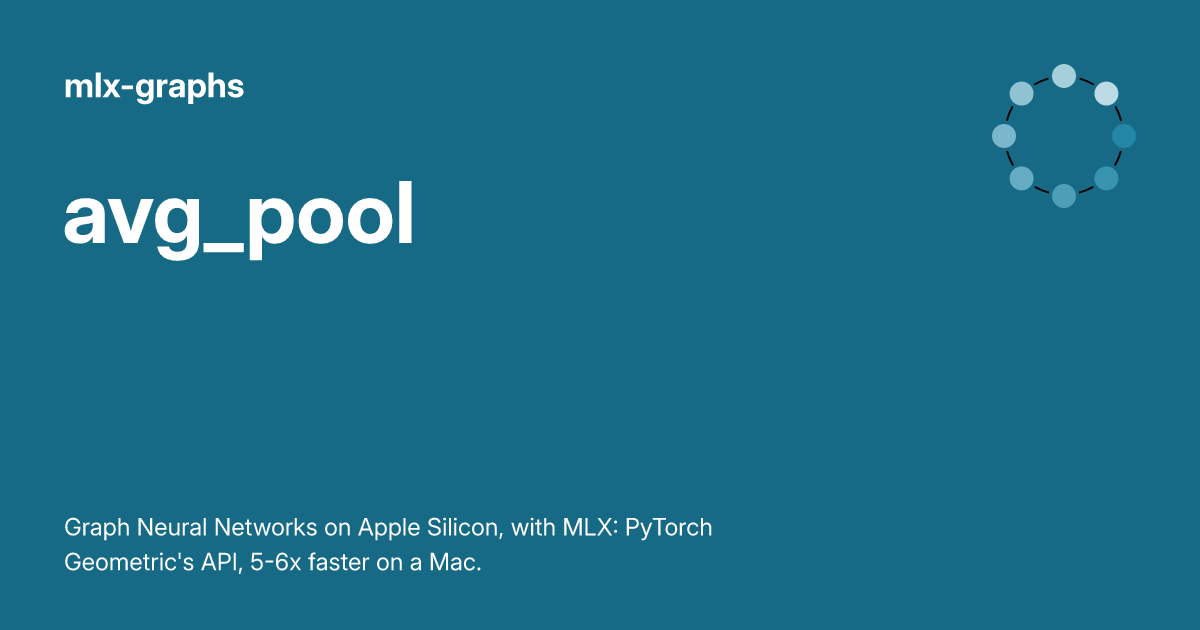 mlx-graphs
avg_pool
Graph Neural Networks on Apple Silicon, with MLX: PyTorch
Geometric's API, 5-6x faster on a Mac.